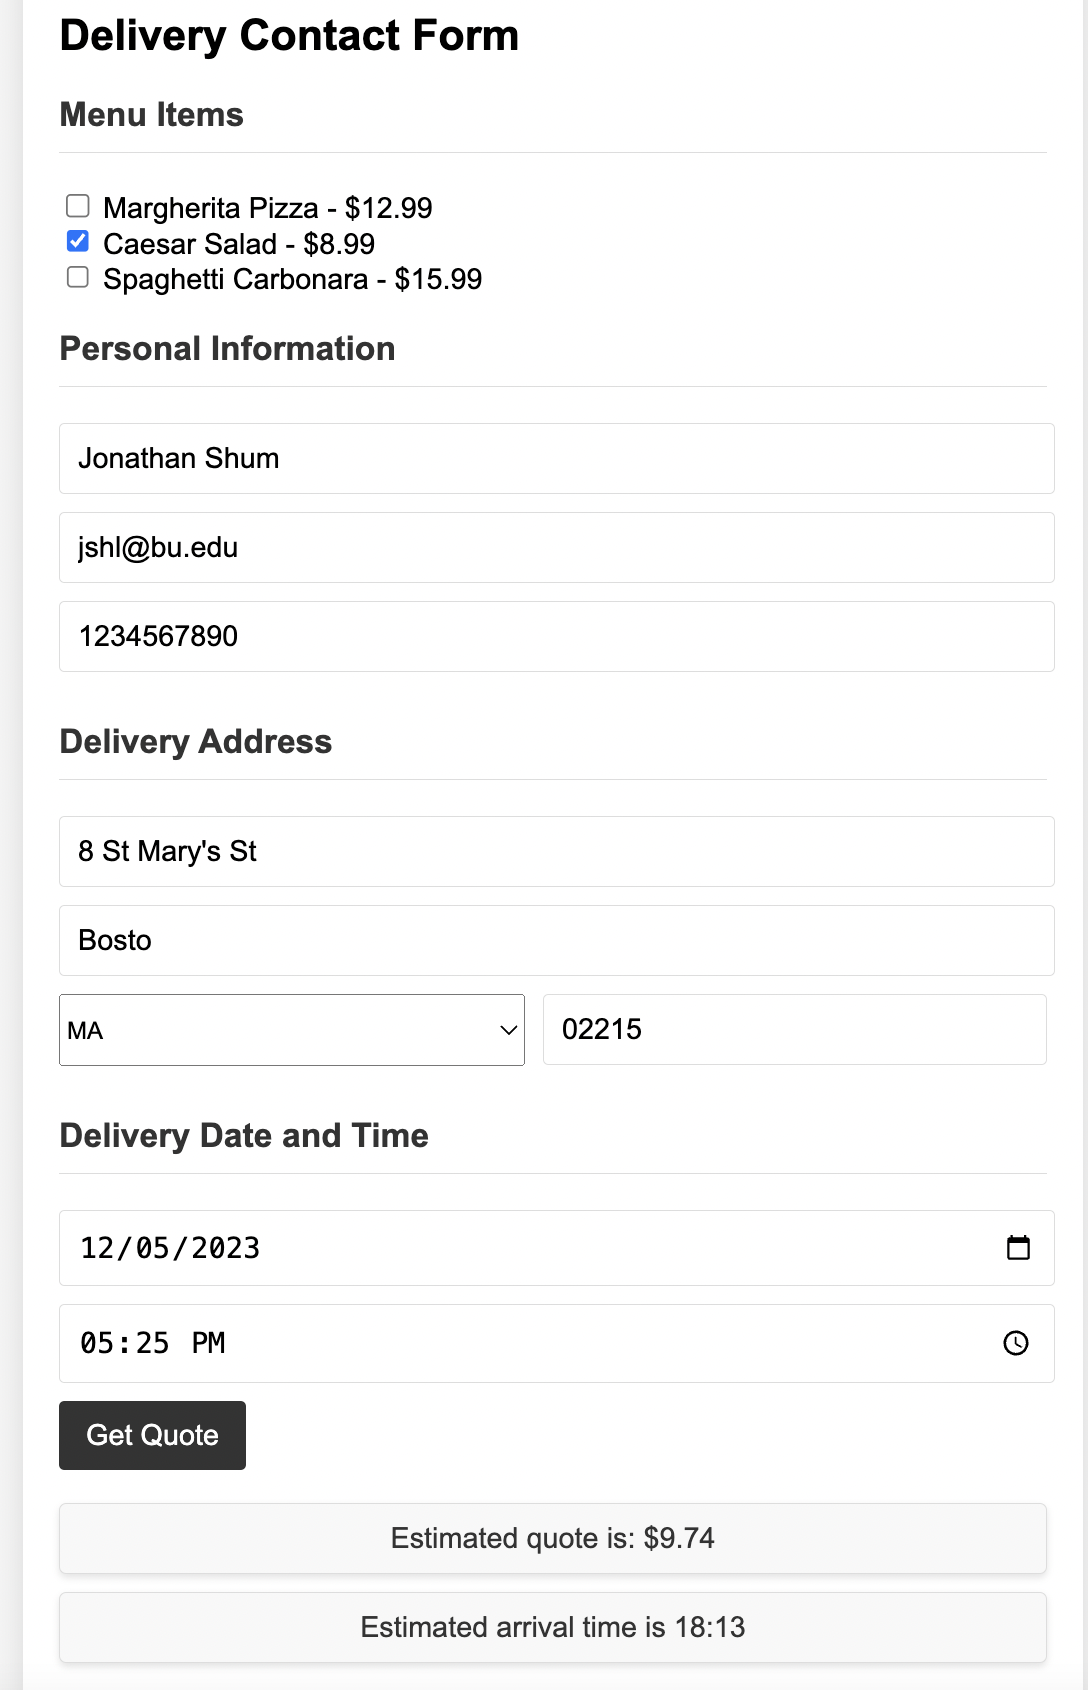 Delivery Contact Form
Menu Items
Margherita Pizza - $12.99
Caesar Salad - $8.99
Spaghetti Carbonara - $15.99
Personal Information
Jonathan Shum
jshl@bu.edu
1234567890
Delivery Address
8 St Mary's St
Bosto
MA
02215
Delivery Date and Time
12/05/2023
05:25 PM
Get Quote
Estimated quote is: $9.74
Estimated arrival time is 18:13